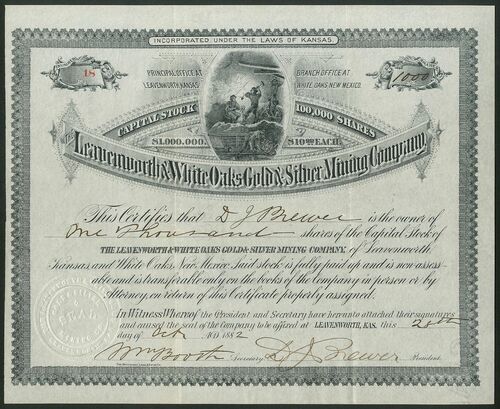 INCORPORATED UNDER THE LAWS OF KANSAS.
18
PRINCIPAL OFFICE AT
LEAVENWORTH, KANSAS.
BRANCH OFFICE AT
WHITE OAKS, NEW MEXICO.
1000
CAPITAL STOCK
100,000 SHARES
$1,000,000.
$10.00 EACH.
The Leavenworth & White Oaks Gold & Silver Mining Company,
This Certifies that D J Brewer is the owner of
One Thousand shares of the Capital Stock of
THE LEAVENWORTH & WHITE OAKS GOLD & SILVER MINING COMPANY, of Leavenworth,
Kansas, and White Oaks, New Mexico. Said stock is fully paid up and is non-assess-
able and is transferable only on the books of the Company in person or by
Attorney, on return of this Certificate properly assigned.
In Witness Whereof the President and Secretary have hereunto attached their signatures
and caused the seal of the Company to be affixed at LEAVENWORTH, KAS. this 28th
day of Oct AD 1882
Wm Booth Secretary D J Brewer President.
SEAL